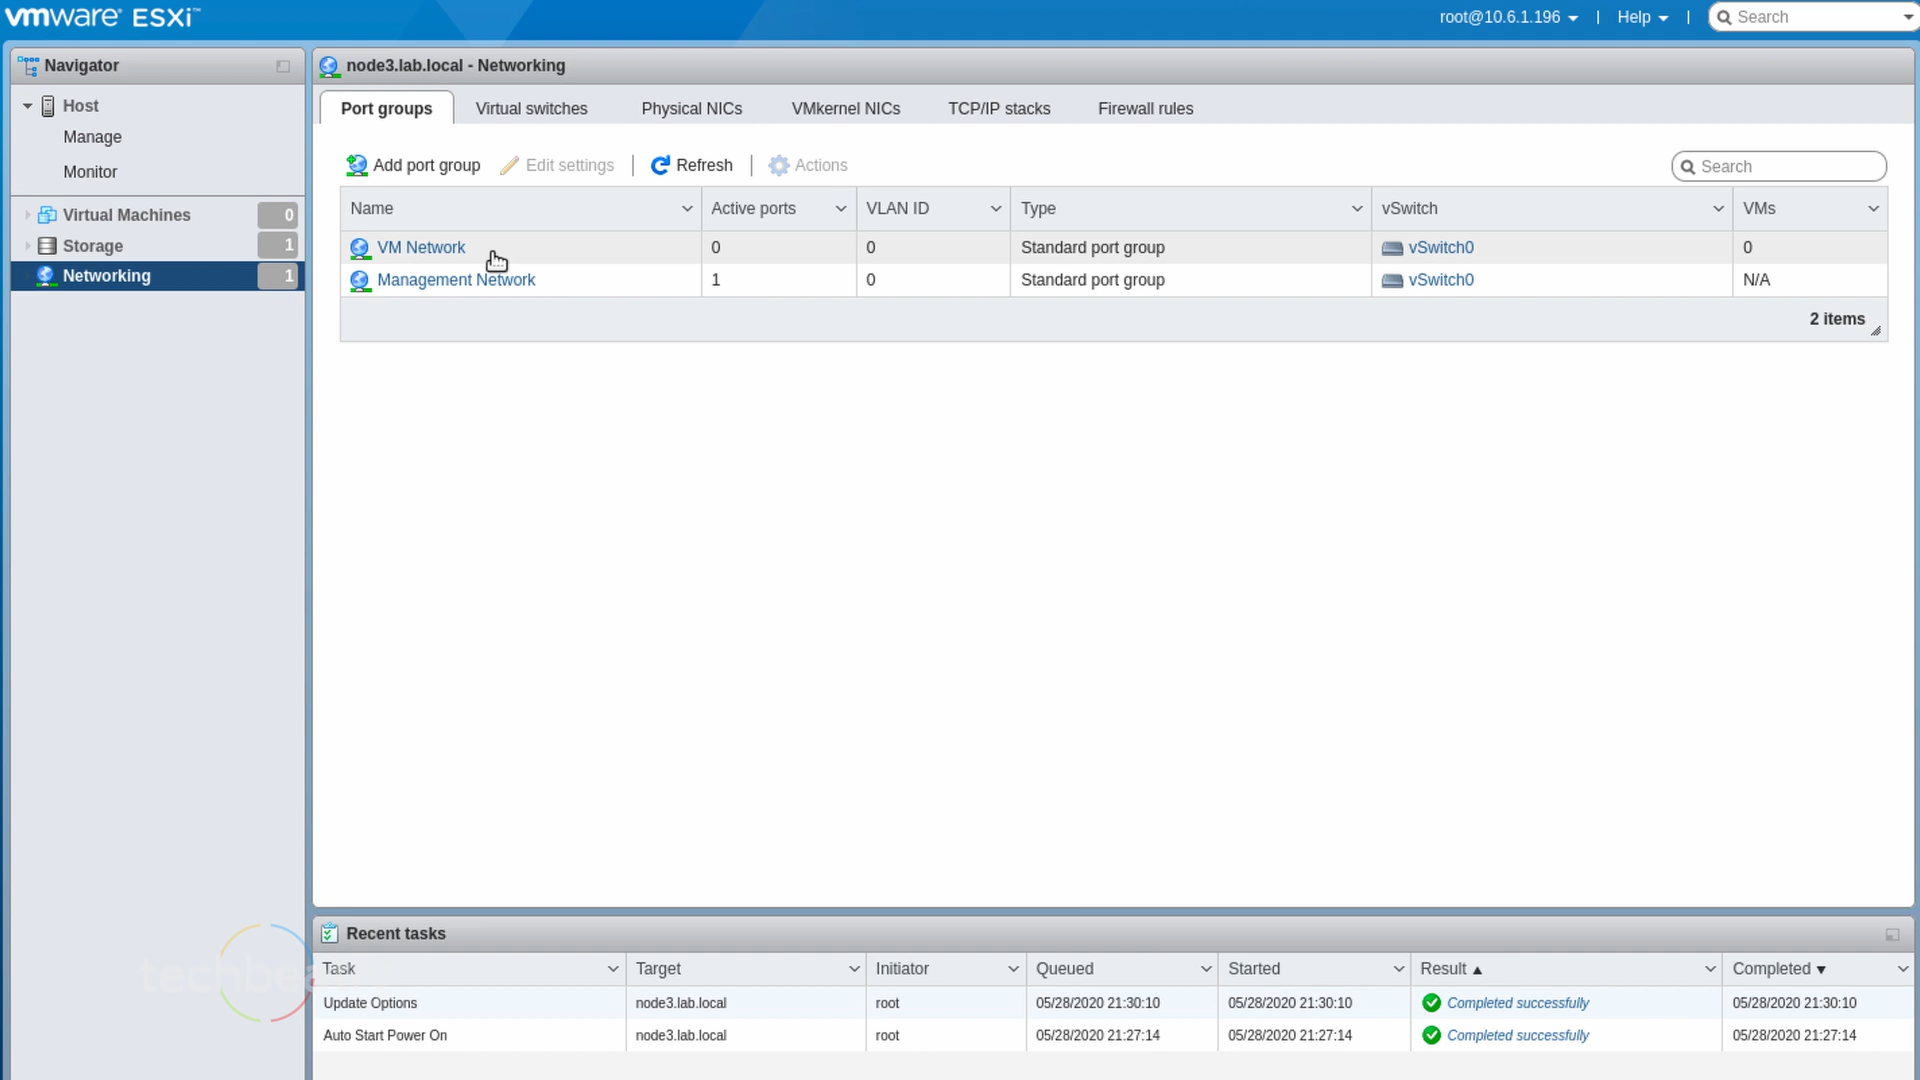 vmware ESXi™
root@10.6.1.196 | Help | Search
Navigator
Host
Manage
Monitor
Virtual Machines 0
Storage 1
Networking 1
node3.lab.local - Networking
Port groups Virtual switches Physical NICs VMkernel NICs TCP/IP stacks Firewall rules
Add port group Edit settings | Refresh | Actions Search
Name Active ports VLAN ID Type vSwitch VMs
VM Network 0 0 Standard port group vSwitch0 0
Management Network 1 0 Standard port group vSwitch0 N/A
2 items
Recent tasks
Task Target Initiator Queued Started Result Completed
Update Options node3.lab.local root 05/28/2020 21:30:10 05/28/2020 21:30:10 Completed successfully 05/28/2020 21:30:10
Auto Start Power On node3.lab.local root 05/28/2020 21:27:14 05/28/2020 21:27:14 Completed successfully 05/28/2020 21:27:14